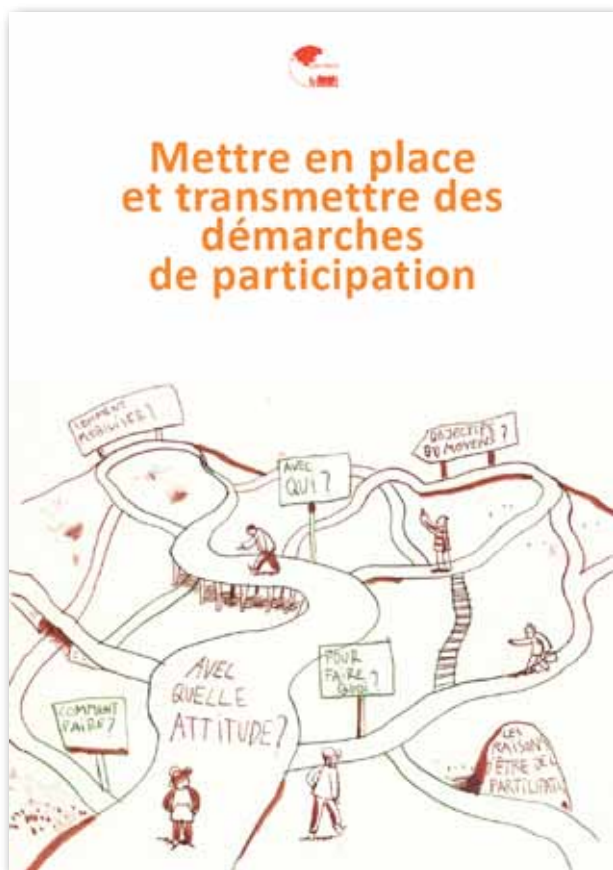 Mettre en place
et transmettre des
démarches
de participation
COMMENT
MOBILISER?
AVEC
QUI?
OBJECTIFS
OU MOYENS?
AVEC
QUELLE
ATTITUDE?
POUR
FAIRE
QUOI?
COMMENT
FAIRE?
LES
RAISONS
D'ÊTRE DE LA
PARTICIPATI